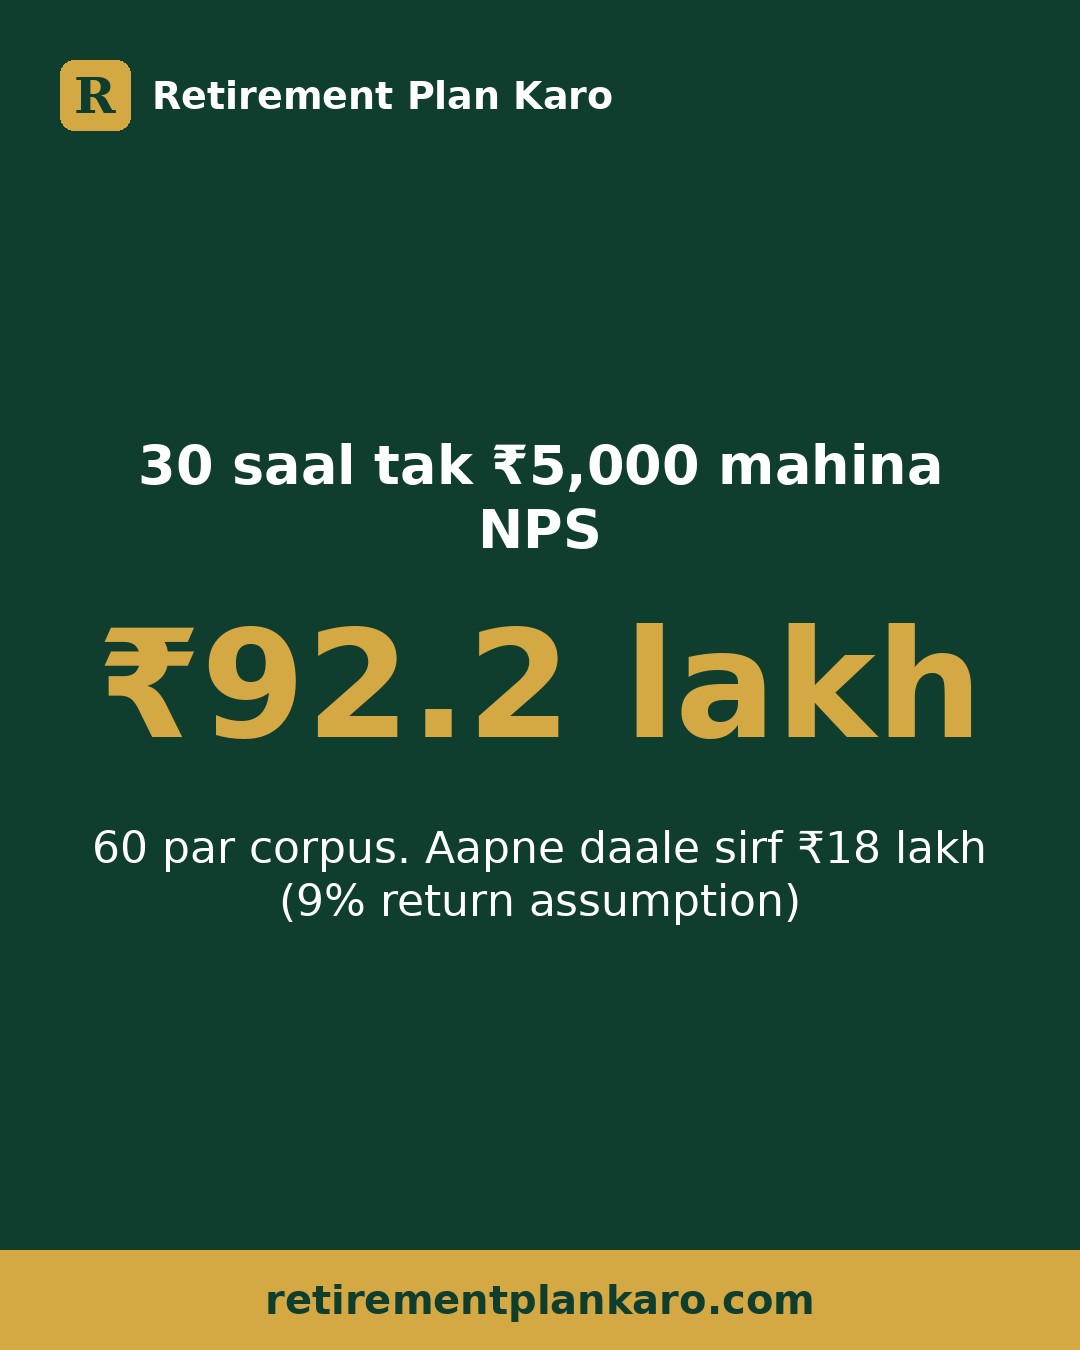 R Retirement Plan Karo
30 saal tak ₹5,000 mahina
NPS
₹92.2 lakh
60 par corpus. Aapne daale sirf ₹18 lakh
(9% return assumption)
retirementplankaro.com